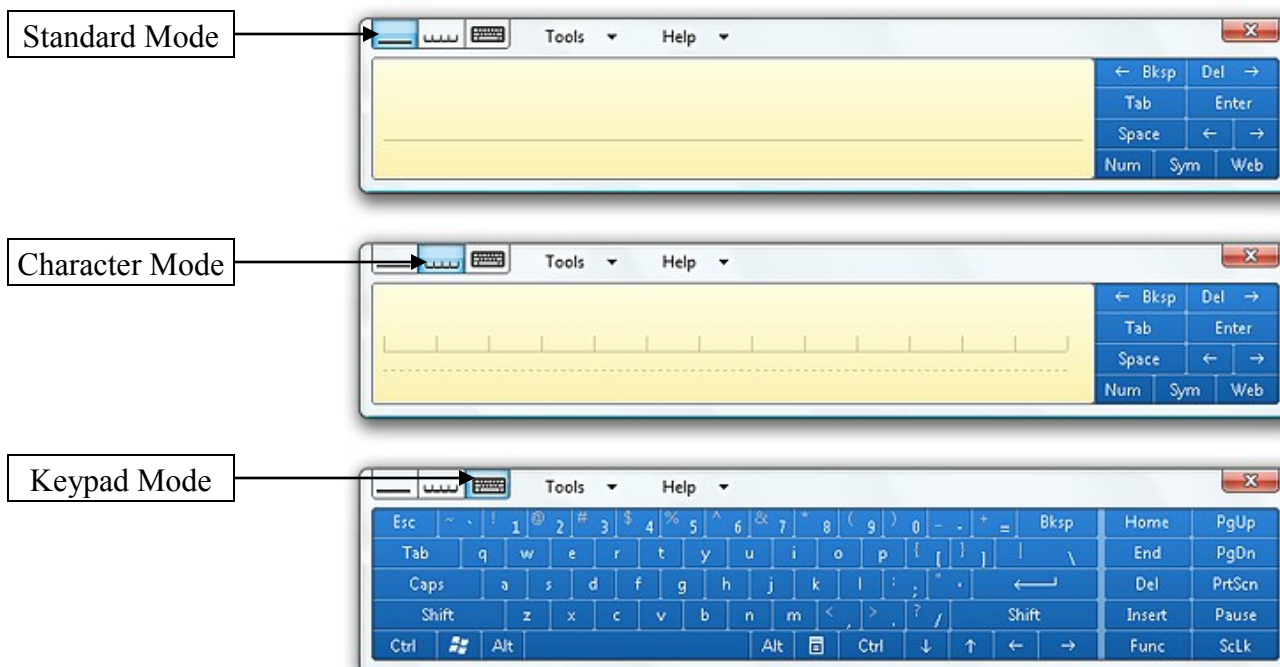 Standard Mode
Tools Help
← Bksp Del →
Tab Enter
Space ← →
Num Sym Web
Character Mode
Tools Help
← Bksp Del →
Tab Enter
Space ← →
Num Sym Web
Keypad Mode
Tools Help
Esc ~ ` ! 1 @ 2 # 3 $ 4 % 5 ^ 6 & 7 * 8 ( 9 ) 0 - - + = Bksp Home PgUp
Tab q w e r t y u i o p { [ } ] | \ End PgDn
Caps a s d f g h j k l : ; " ' Del PrtScn
Shift z x c v b n m < , > . ? / Shift Insert Pause
Ctrl Alt Alt Ctrl ↓ ↑ ← → Func ScLk